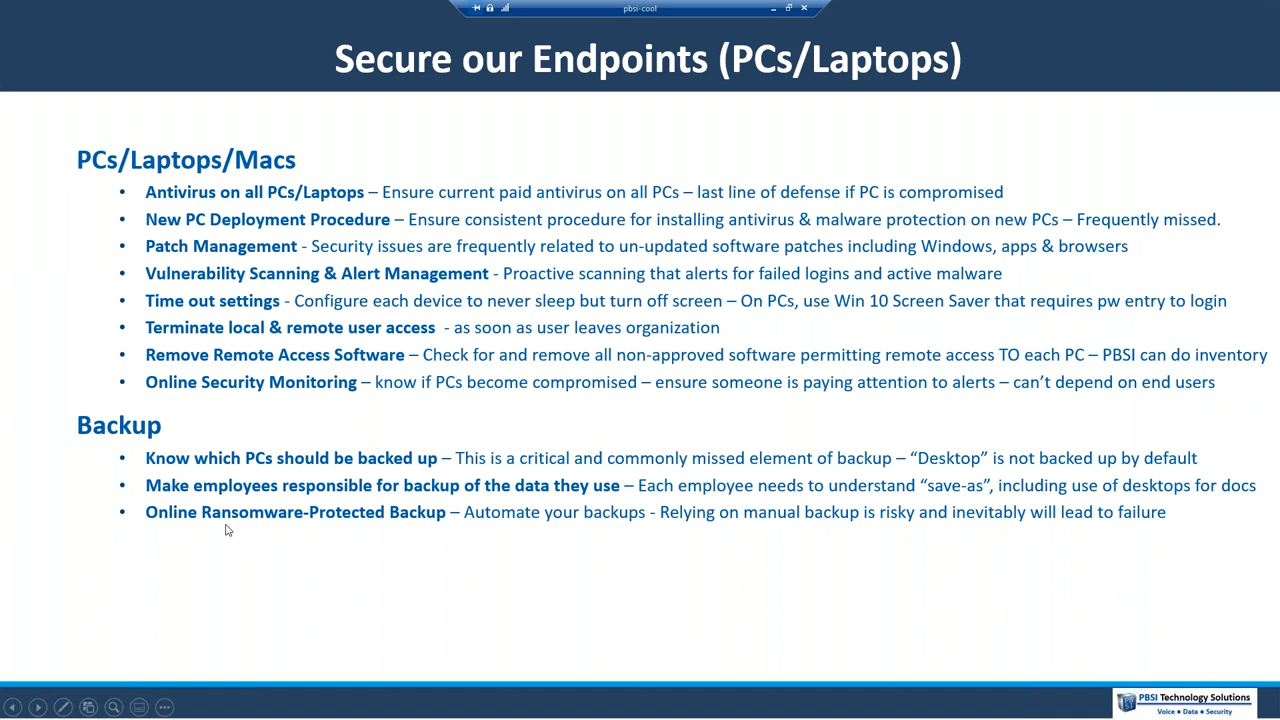 pbsi-cool
Secure our Endpoints (PCs/Laptops)
PCs/Laptops/Macs
• Antivirus on all PCs/Laptops – Ensure current paid antivirus on all PCs – last line of defense if PC is compromised
• New PC Deployment Procedure – Ensure consistent procedure for installing antivirus & malware protection on new PCs – Frequently missed.
• Patch Management - Security issues are frequently related to un-updated software patches including Windows, apps & browsers
• Vulnerability Scanning & Alert Management - Proactive scanning that alerts for failed logins and active malware
• Time out settings - Configure each device to never sleep but turn off screen – On PCs, use Win 10 Screen Saver that requires pw entry to login
• Terminate local & remote user access - as soon as user leaves organization
• Remove Remote Access Software – Check for and remove all non-approved software permitting remote access TO each PC – PBSI can do inventory
• Online Security Monitoring – know if PCs become compromised – ensure someone is paying attention to alerts – can’t depend on end users
Backup
• Know which PCs should be backed up – This is a critical and commonly missed element of backup – “Desktop” is not backed up by default
• Make employees responsible for backup of the data they use – Each employee needs to understand “save-as”, including use of desktops for docs
• Online Ransomware-Protected Backup – Automate your backups - Relying on manual backup is risky and inevitably will lead to failure
PBSI Technology Solutions
Voice • Data • Security